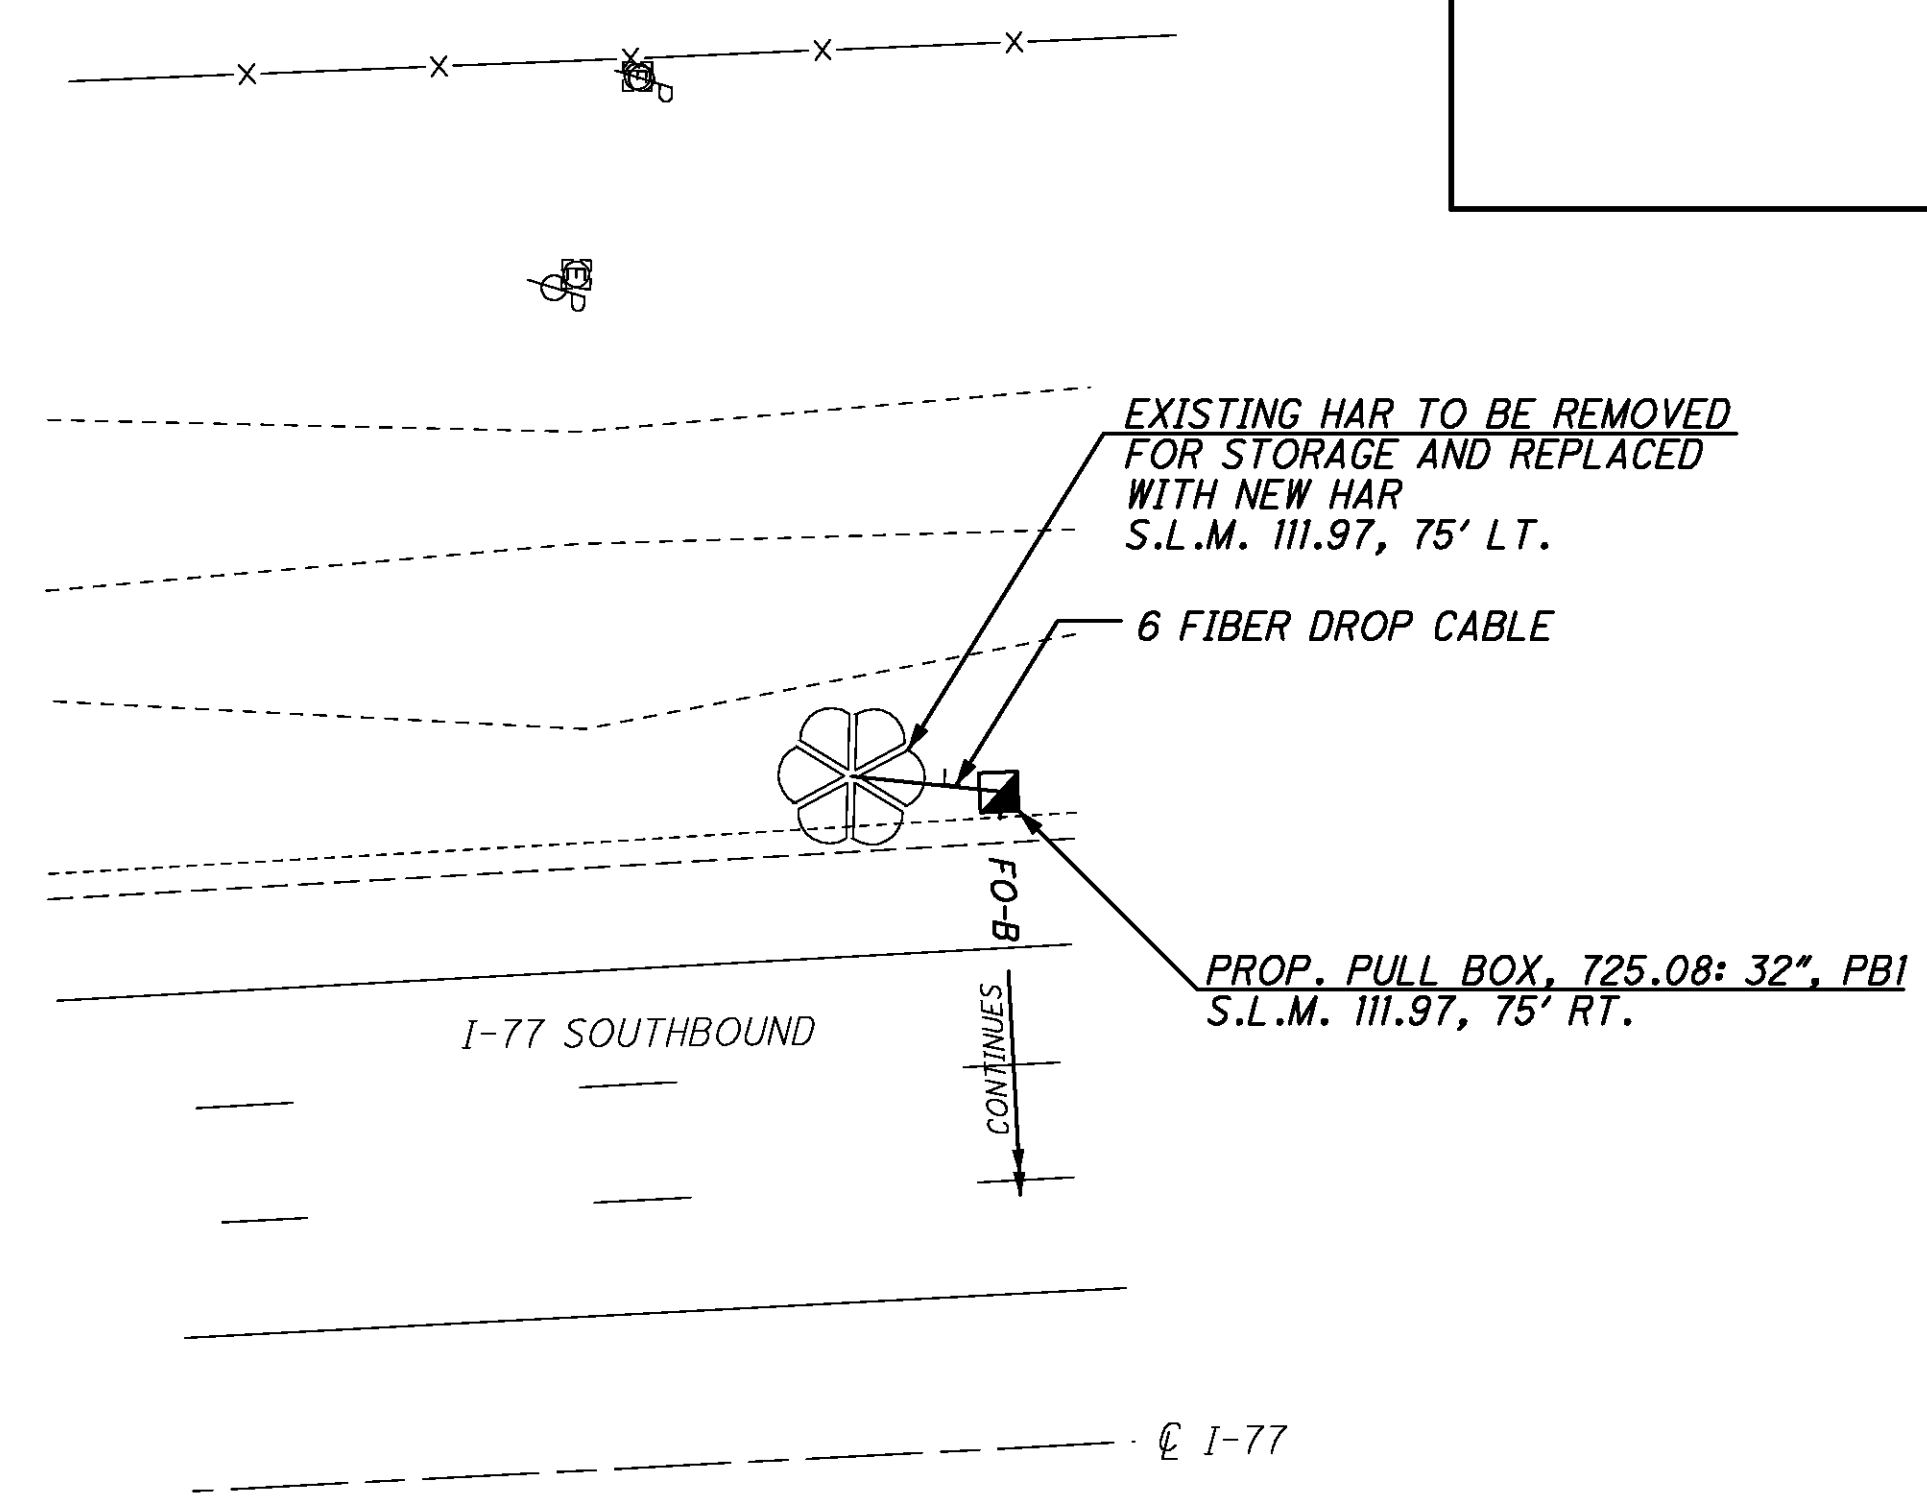 EXISTING HAR TO BE REMOVED
FOR STORAGE AND REPLACED
WITH NEW HAR
S.L.M. 111.97, 75' LT.
6 FIBER DROP CABLE
FO-B
CONTINUES
PROP. PULL BOX, 725.08: 32", PB1
S.L.M. 111.97, 75' RT.
I-77 SOUTHBOUND
℄ I-77